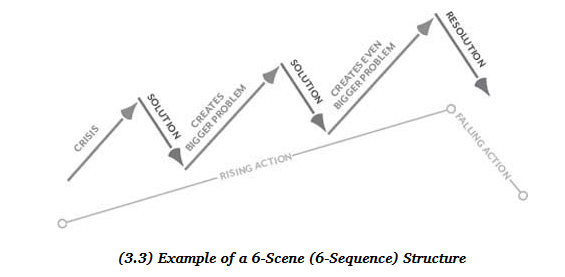 CRISIS
SOLUTION
CREATES
BIGGER PROBLEM
SOLUTION
CREATES EVEN
BIGGER PROBLEM
RESOLUTION
RISING ACTION
FALLING ACTION
(3.3) Example of a 6-Scene (6-Sequence) Structure